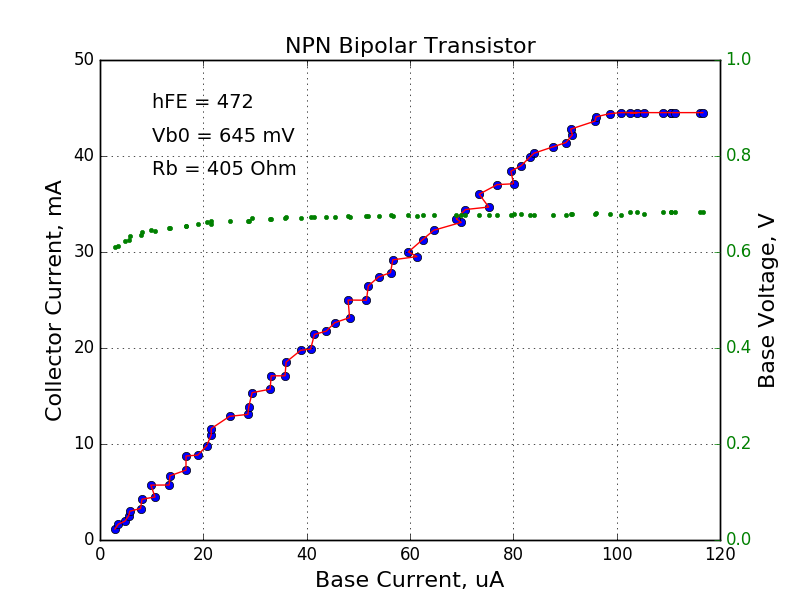 NPN Bipolar Transistor
hFE = 472
Vb0 = 645 mV
Rb = 405 Ohm
Collector Current, mA
50
40
30
20
10
0
Base Voltage, V
1.0
0.8
0.6
0.4
0.2
0.0
0 20 40 60 80 100 120
Base Current, uA